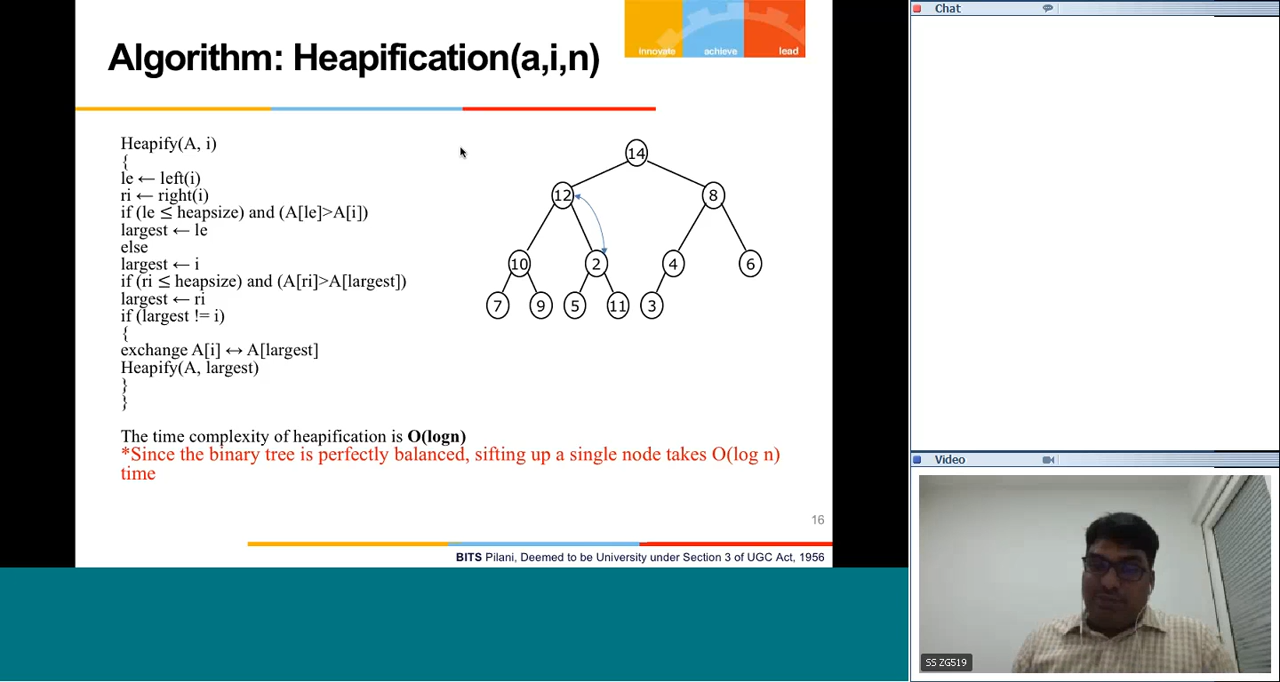 Algorithm: Heapification(a,i,n)
innovate achieve lead
Heapify(A, i)
{
le ← left(i)
ri ← right(i)
if (le ≤ heapsize) and (A[le]>A[i])
largest ← le
else
largest ← i
if (ri ≤ heapsize) and (A[ri]>A[largest])
largest ← ri
if (largest != i)
{
exchange A[i] ↔ A[largest]
Heapify(A, largest)
}
}
14
12 8
10 2 4 6
7 9 5 11 3
The time complexity of heapification is O(logn)
*Since the binary tree is perfectly balanced, sifting up a single node takes O(log n)
time
16
BITS Pilani, Deemed to be University under Section 3 of UGC Act, 1956
Chat
Video
SS ZG519